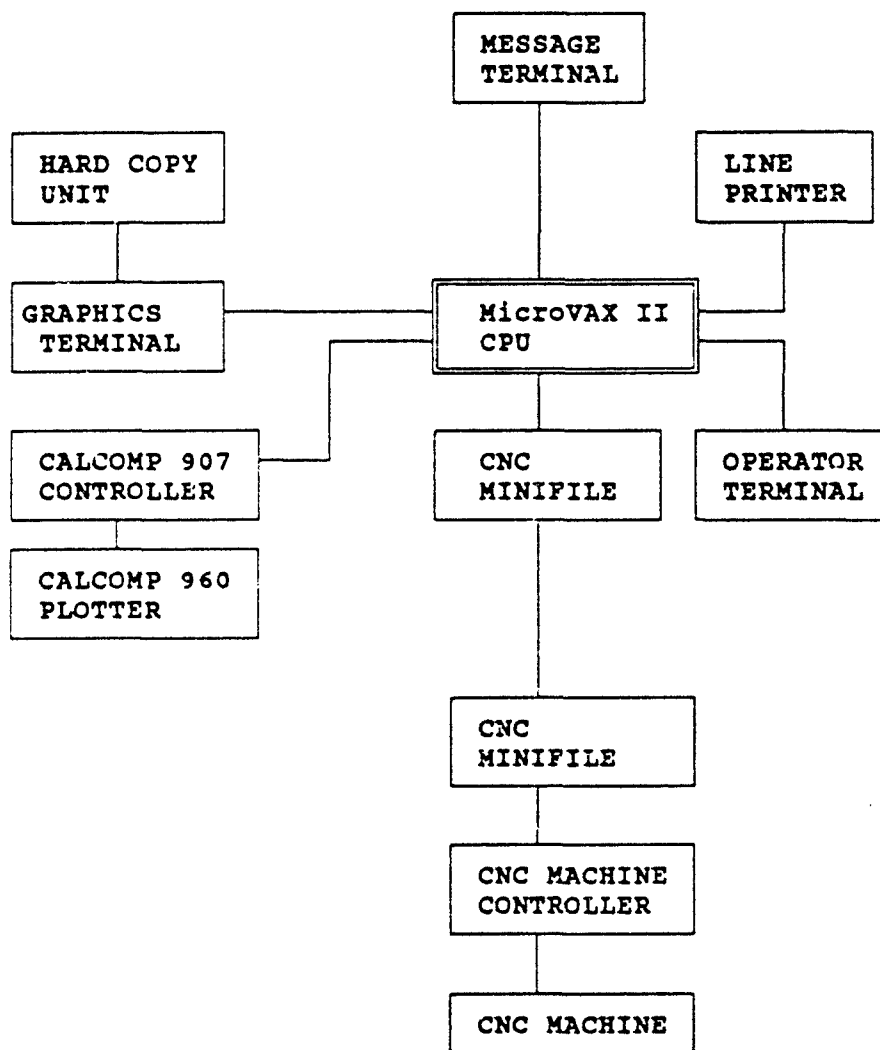 MESSAGE
TERMINAL
HARD COPY
UNIT
LINE
PRINTER
GRAPHICS
TERMINAL
MicroVAX II
CPU
CALCOMP 907
CONTROLLER
CNC
MINIFILE
OPERATOR
TERMINAL
CALCOMP 960
PLOTTER
CNC
MINIFILE
CNC MACHINE
CONTROLLER
CNC MACHINE